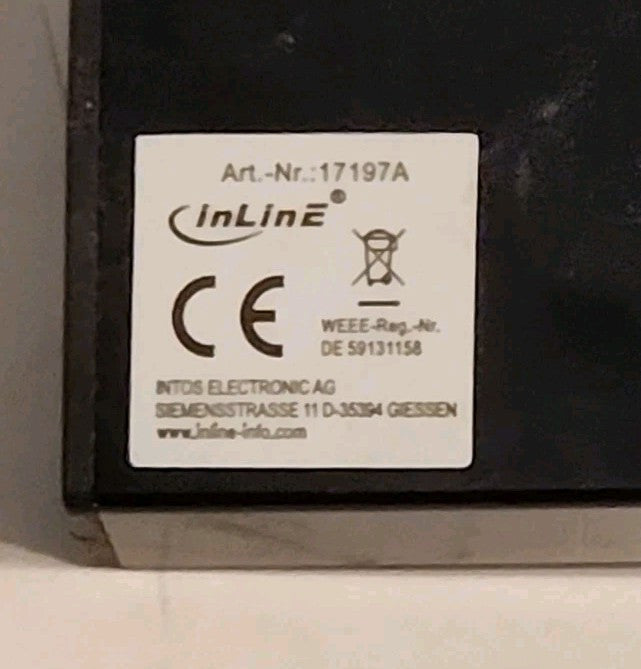 Art.-Nr.:17197A
inLinE®
CE
WEEE-Reg.-Nr.
DE 59131158
INTOS ELECTRONIC AG
SIEMENSSTRASSE 11 D-35394 GIESSEN
www.inline-info.com